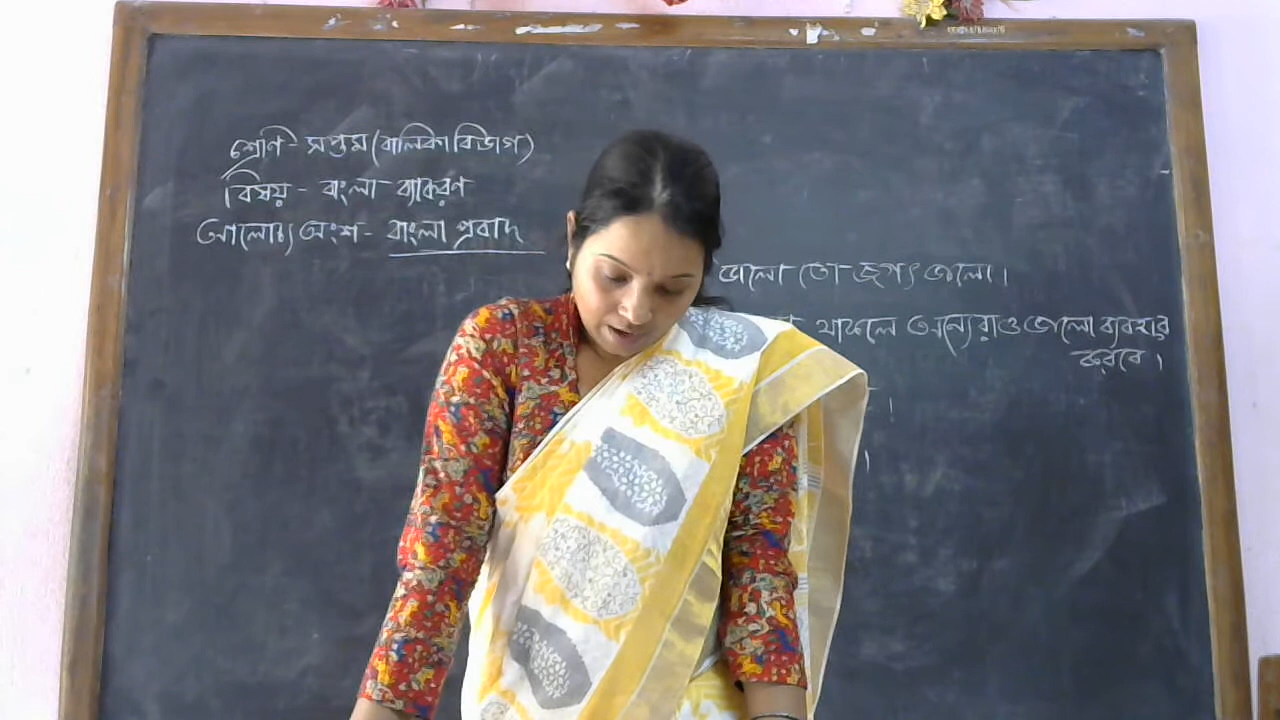 শ্রেণি - সপ্তম (বালিকা বিভাগ)
বিষয় - বাংলা ব্যাকরণ
আলোচ্য অংশ - বাংলা প্রবাদ
ভালো তো জগৎ ভালো।
থাকলে অন্যেরাও ভালো ব্যবহার
করবে।